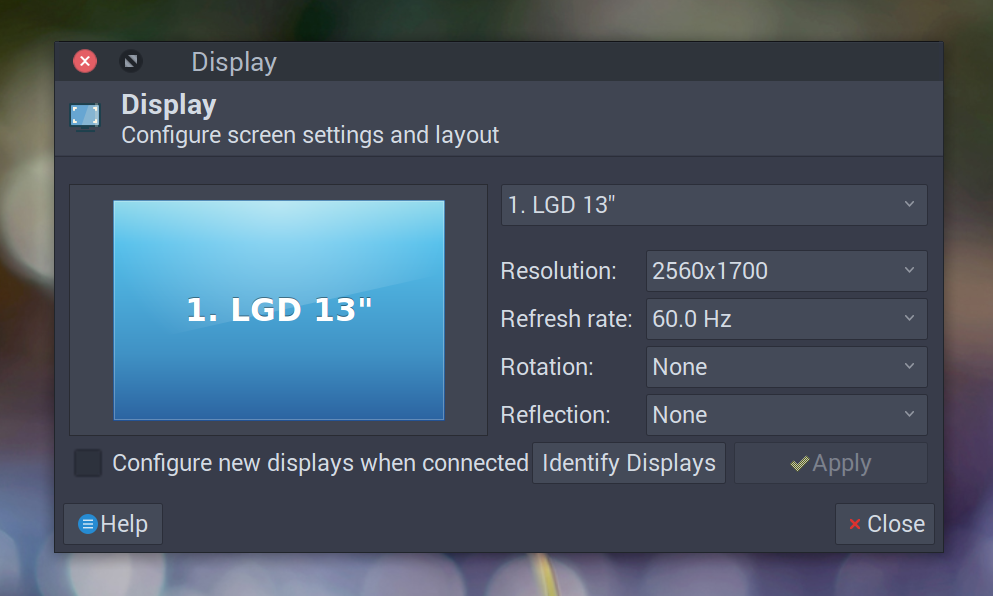 Display
Display
Configure screen settings and layout
1. LGD 13"
1. LGD 13"
Resolution: 2560x1700
Refresh rate: 60.0 Hz
Rotation: None
Reflection: None
Configure new displays when connected Identify Displays Apply
Help Close